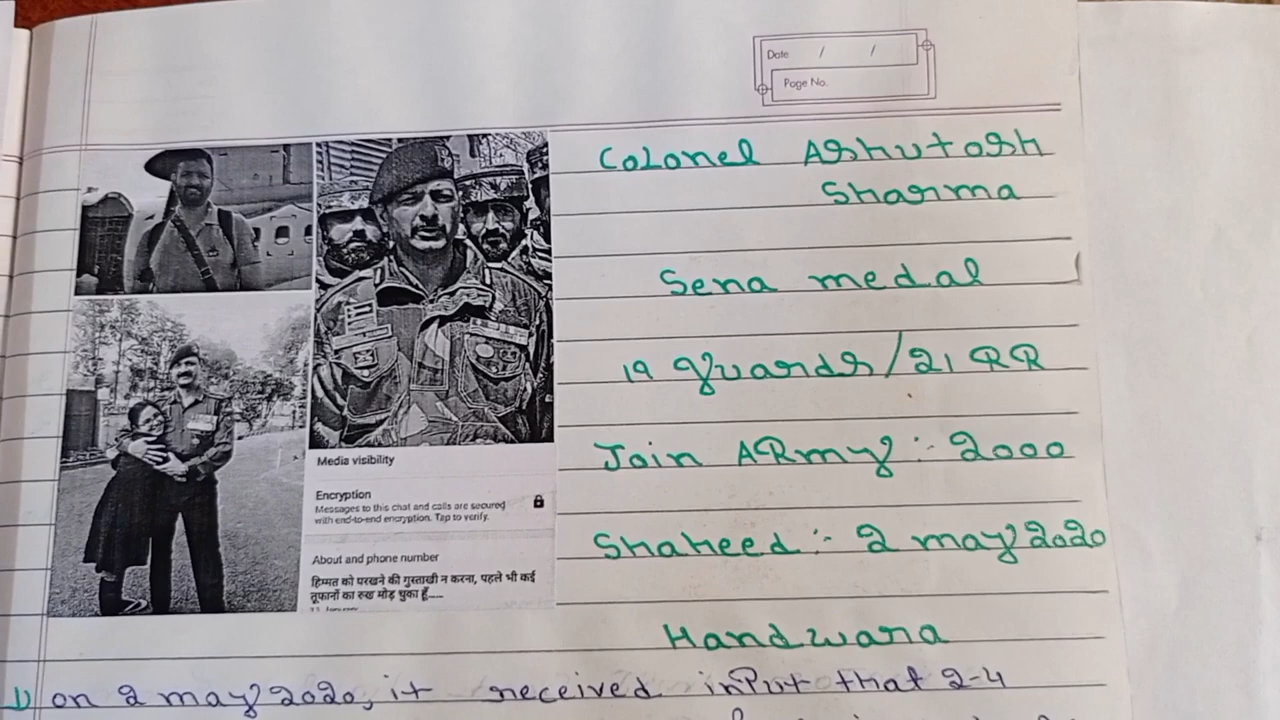 Date / /
Page No.
Colonel Ashutosh
Sharma
Sena medal
19 Guards/21 RR
Join ARmy :- 2000
Shaheed :- 2 may 2020
Handwara
Media visibility
Encryption
Messages to this chat and calls are secured
with end-to-end encryption. Tap to verify.
About and phone number
हिम्मत को परखने की गुस्ताखी न करना, पहले भी कई
तूफानों का रुख मोड़ चुका हूँ.....
1) on 2 may 2020, it received input that 2-4